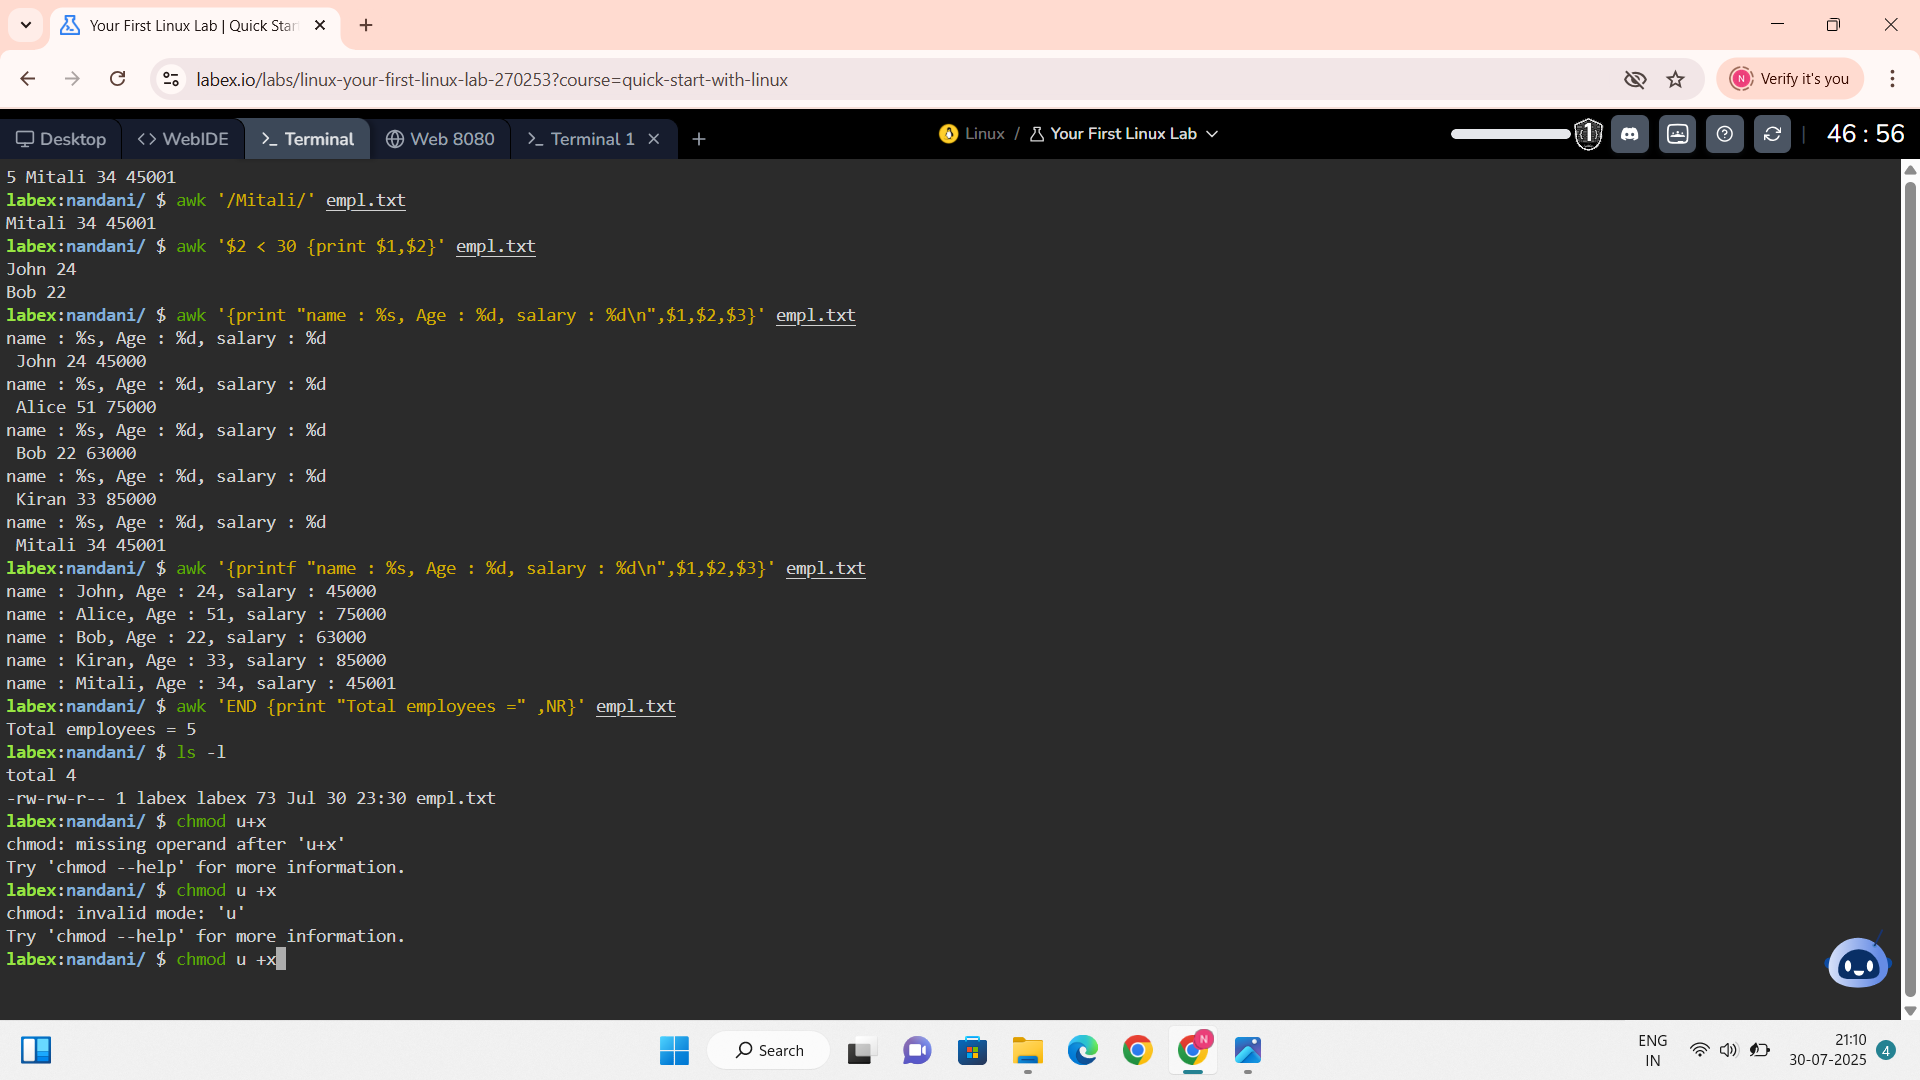 Your First Linux Lab | Quick Star
labex.io/labs/linux-your-first-linux-lab-270253?course=quick-start-with-linux
N
Verify it's you
Desktop
WebIDE
Terminal
Web 8080
Terminal 1
Linux / Your First Linux Lab
1
46 : 56
5 Mitali 34 45001
labex:nandani/ $ awk '/Mitali/' empl.txt
Mitali 34 45001
labex:nandani/ $ awk '$2 < 30 {print $1,$2}' empl.txt
John 24
Bob 22
labex:nandani/ $ awk '{print "name : %s, Age : %d, salary : %d\n",$1,$2,$3}' empl.txt
name : %s, Age : %d, salary : %d
 John 24 45000
name : %s, Age : %d, salary : %d
 Alice 51 75000
name : %s, Age : %d, salary : %d
 Bob 22 63000
name : %s, Age : %d, salary : %d
 Kiran 33 85000
name : %s, Age : %d, salary : %d
 Mitali 34 45001
labex:nandani/ $ awk '{printf "name : %s, Age : %d, salary : %d\n",$1,$2,$3}' empl.txt
name : John, Age : 24, salary : 45000
name : Alice, Age : 51, salary : 75000
name : Bob, Age : 22, salary : 63000
name : Kiran, Age : 33, salary : 85000
name : Mitali, Age : 34, salary : 45001
labex:nandani/ $ awk 'END {print "Total employees =" ,NR}' empl.txt
Total employees = 5
labex:nandani/ $ ls -l
total 4
-rw-rw-r-- 1 labex labex 73 Jul 30 23:30 empl.txt
labex:nandani/ $ chmod u+x
chmod: missing operand after 'u+x'
Try 'chmod --help' for more information.
labex:nandani/ $ chmod u +x
chmod: invalid mode: 'u'
Try 'chmod --help' for more information.
labex:nandani/ $ chmod u +x
Search
N
ENG
IN
21:10
30-07-2025
4